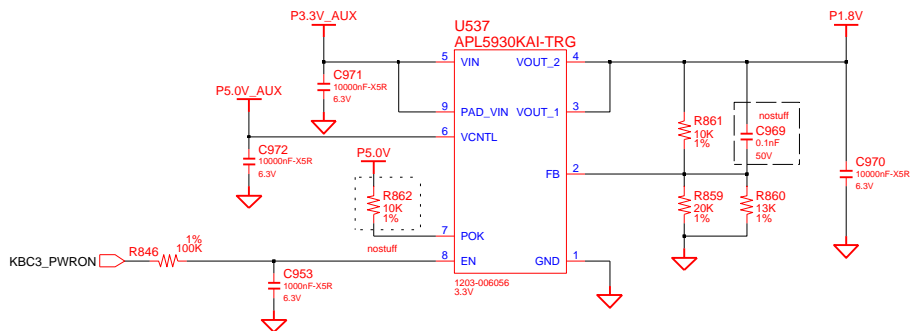 P3.3V_AUX
P1.8V
U537
APL5930KAI-TRG
5
VIN
VOUT_2
4
C971
10000nF-X5R
6.3V
P5.0V_AUX
9
PAD_VIN
VOUT_1
3
nostuff
C969
0.1nF
50V
R861
10K
1%
6
VCNTL
C972
10000nF-X5R
6.3V
P5.0V
FB
2
C970
10000nF-X5R
6.3V
R862
10K
1%
R859
20K
1%
R860
13K
1%
7
POK
nostuff
KBC3_PWRON
R846
1%
100K
8
EN
GND
1
C953
1000nF-X5R
6.3V
1203-006056
3.3V